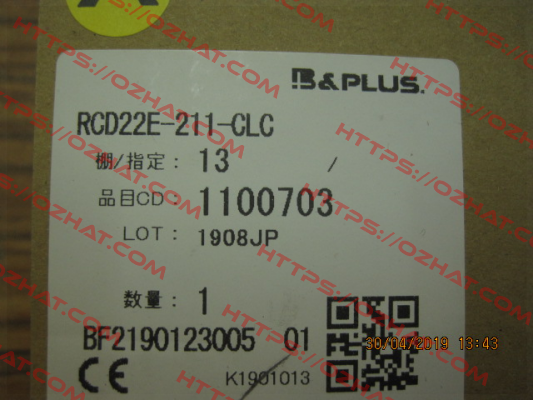 B&PLUS.
RCD22E-211-CLC
棚/指定: 13 /
品目CD: 1100703
LOT: 1908JP
数量: 1
BF2190123005 01
CE K1901013
30/04/2019 13:43
HTTPS://OZHAT.COM